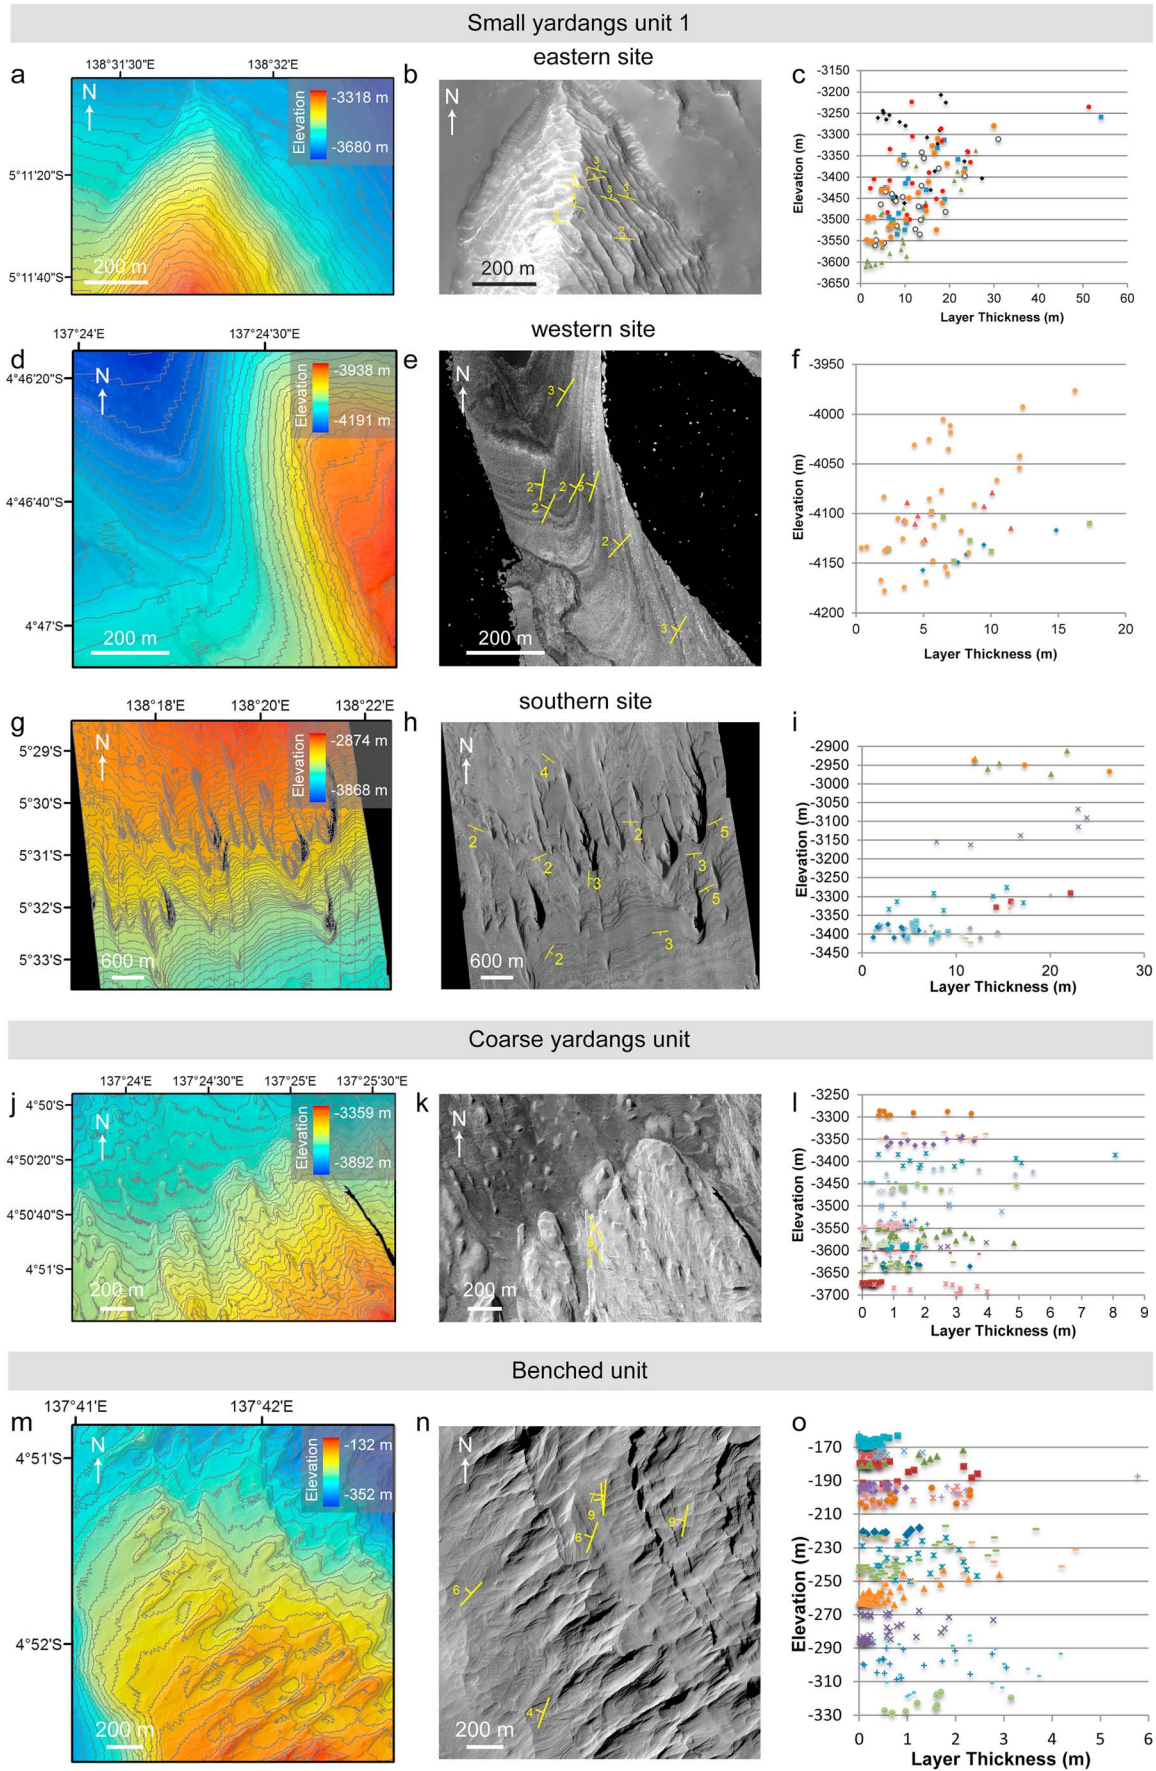 Small yardangs unit 1
eastern site
a
138°31'30"E
138°32'E
N
Elevation
-3318 m
-3680 m
5°11'20"S
5°11'40"S
200 m
b
N
3
3
3
2
200 m
c
-3150
-3200
-3250
-3300
-3350
-3400
-3450
-3500
-3550
-3600
-3650
Elevation (m)
0 10 20 30 40 50 60
Layer Thickness (m)
western site
d
137°24'E
137°24'30"E
N
Elevation
-3938 m
-4191 m
4°46'20"S
4°46'40"S
4°47'S
200 m
e
N
3
2
2
5
2
2
3
200 m
f
-3950
-4000
-4050
-4100
-4150
-4200
Elevation (m)
0 5 10 15 20
Layer Thickness (m)
southern site
g
138°18'E
138°20'E
138°22'E
N
Elevation
-2874 m
-3868 m
5°29'S
5°30'S
5°31'S
5°32'S
5°33'S
600 m
h
N
4
2
2
5
2
3
3
5
2
3
600 m
i
-2900
-2950
-3000
-3050
-3100
-3150
-3200
-3250
-3300
-3350
-3400
-3450
Elevation (m)
0 10 20 30
Layer Thickness (m)
Coarse yardangs unit
j
137°24'E
137°24'30"E
137°25'E
137°25'30"E
N
Elevation
-3359 m
-3892 m
4°50'S
4°50'20"S
4°50'40"S
4°51'S
200 m
k
N
200 m
l
-3250
-3300
-3350
-3400
-3450
-3500
-3550
-3600
-3650
-3700
Elevation (m)
0 1 2 3 4 5 6 7 8 9
Layer Thickness (m)
Benched unit
m
137°41'E
137°42'E
N
Elevation
-132 m
-352 m
4°51'S
4°52'S
200 m
n
N
7
9
6
9
6
4
200 m
o
-170
-190
-210
-230
-250
-270
-290
-310
-330
Elevation (m)
0 1 2 3 4 5 6
Layer Thickness (m)